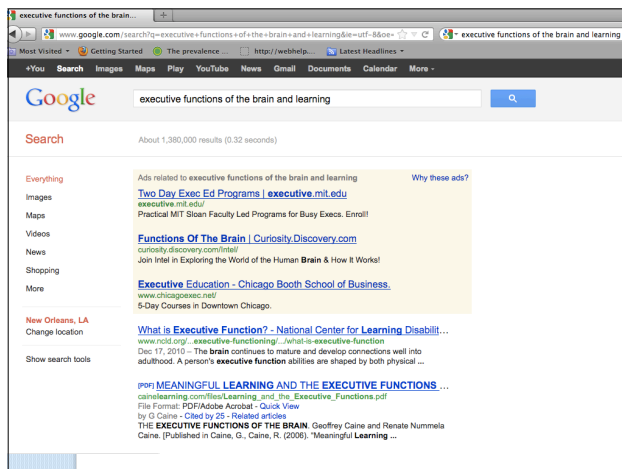 executive functions of the brain...
www.google.com/search?q=executive+functions+of+the+brain+and+learning&ie=utf-8&oe=
executive functions of the brain and learning
Most Visited Getting Started The prevalence ... http://webhelp.... Latest Headlines
+You Search Images Maps Play YouTube News Gmail Documents Calendar More
Google
executive functions of the brain and learning
Search
About 1,380,000 results (0.32 seconds)
Everything
Images
Maps
Videos
News
Shopping
More
New Orleans, LA
Change location
Show search tools
Ads related to executive functions of the brain and learning
Why these ads?
Two Day Exec Ed Programs | executive.mit.edu
executive.mit.edu/
Practical MIT Sloan Faculty Led Programs for Busy Execs. Enroll!
Functions Of The Brain | Curiosity.Discovery.com
curiosity.discovery.com/Intel/
Join Intel in Exploring the World of the Human Brain & How It Works!
Executive Education - Chicago Booth School of Business.
www.chicagoexec.net/
5-Day Courses in Downtown Chicago.
What is Executive Function? - National Center for Learning Disabilit...
www.ncld.org/...executive-functioning/.../what-is-executive-function
Dec 17, 2010 – The brain continues to mature and develop connections well into
adulthood. A person's executive function abilities are shaped by both physical ...
[PDF] MEANINGFUL LEARNING AND THE EXECUTIVE FUNCTIONS ...
cainelearning.com/files/Learning_and_the_Executive_Functions.pdf
File Format: PDF/Adobe Acrobat - Quick View
by G Caine - Cited by 25 - Related articles
THE EXECUTIVE FUNCTIONS OF THE BRAIN. Geoffrey Caine and Renate Nummela
Caine. [Published in Caine, G., Caine, R. (2006). "Meaningful Learning ...